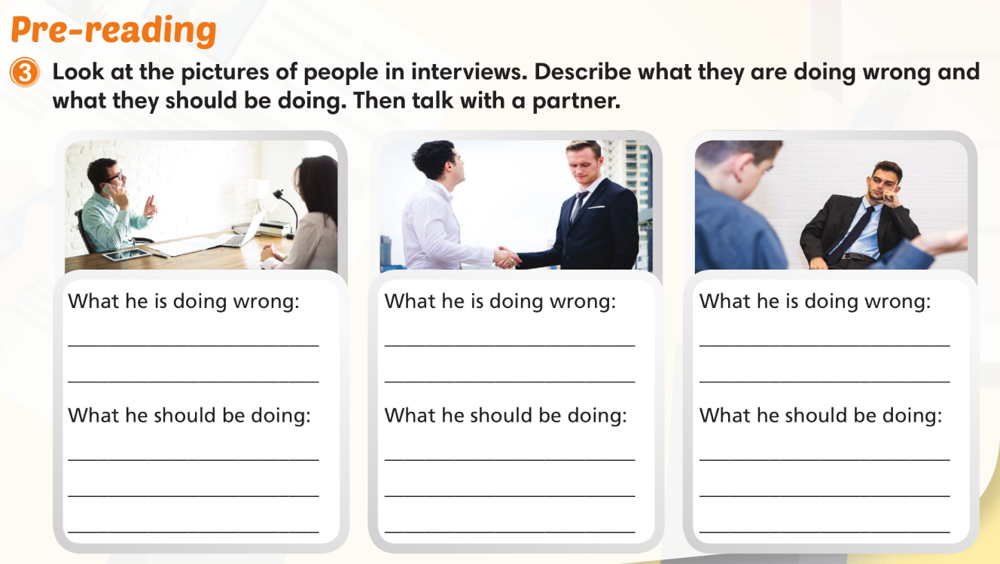 Pre-reading
3 Look at the pictures of people in interviews. Describe what they are doing wrong and
what they should be doing. Then talk with a partner.
What he is doing wrong:
What he should be doing:
What he is doing wrong:
What he should be doing:
What he is doing wrong:
What he should be doing: